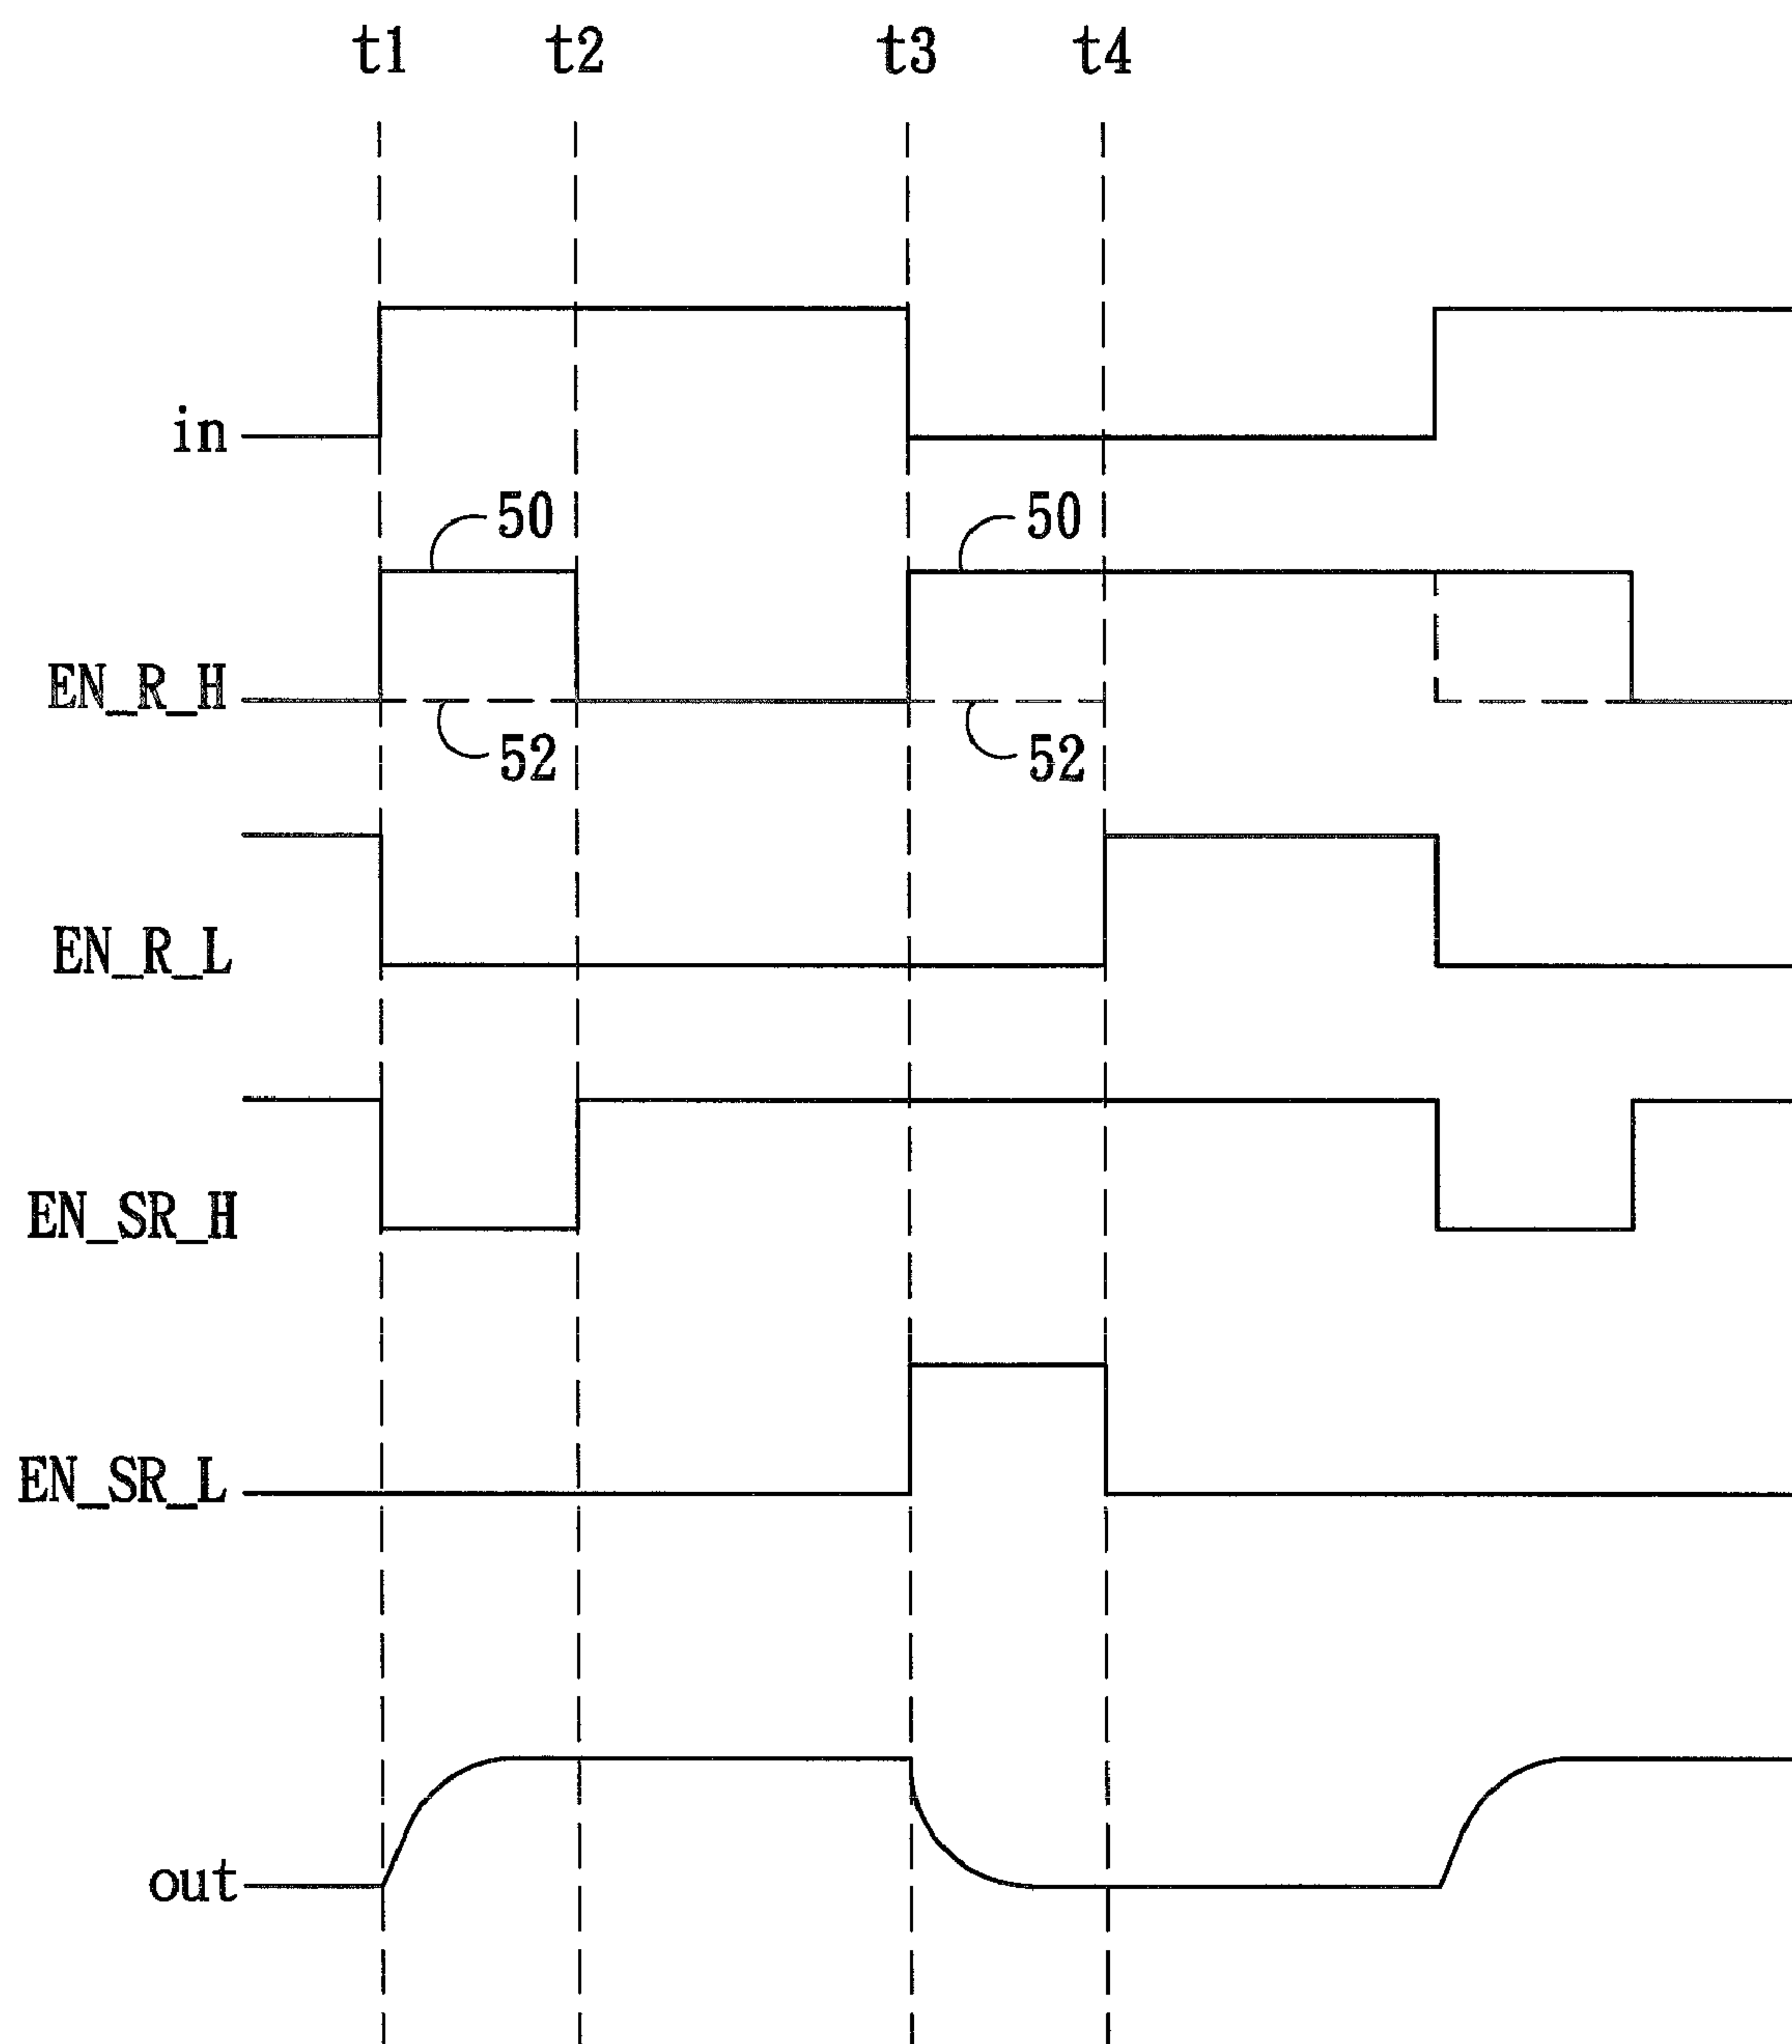 t1 t2 t3 t4
in
50 50
EN_R_H
52 52
EN_R_L
EN_SR_H
EN_SR_L
out